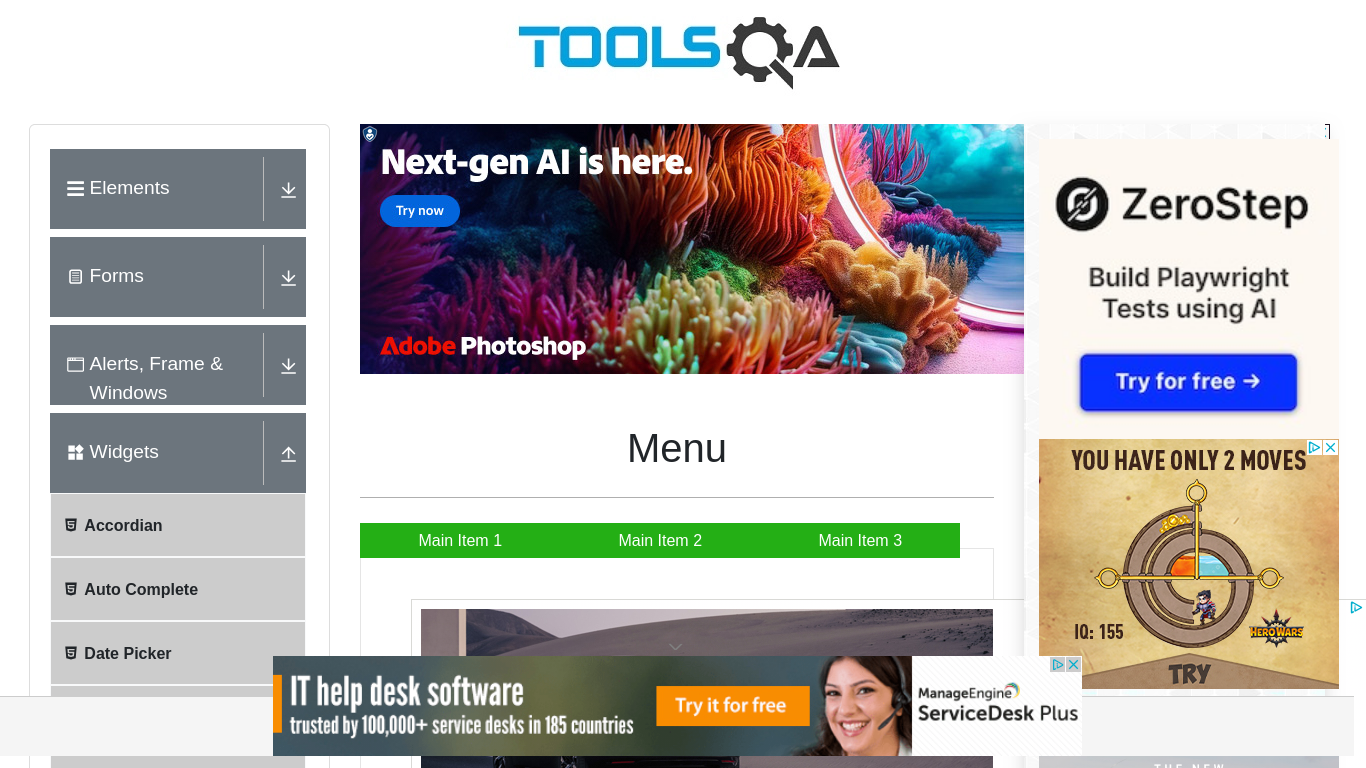 TOOLSQA
Elements
Forms
Alerts, Frame &
Windows
Widgets
Accordian
Auto Complete
Date Picker
Next-gen AI is here.
Try now
Adobe Photoshop
Menu
Main Item 1
Main Item 2
Main Item 3
ZeroStep
Build Playwright
Tests using AI
Try for free →
YOU HAVE ONLY 2 MOVES
IQ: 155
HEROWARS
TRY
IT help desk software
trusted by 100,000+ service desks in 185 countries
Try it for free
ManageEngine
ServiceDesk Plus
THE NEW